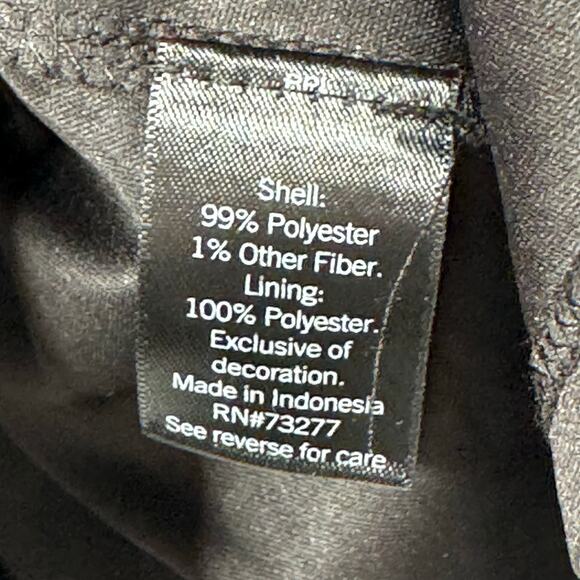 Shell:
99% Polyester
1% Other Fiber.
Lining:
100% Polyester.
Exclusive of
decoration.
Made in Indonesia
RN#73277
See reverse for care.